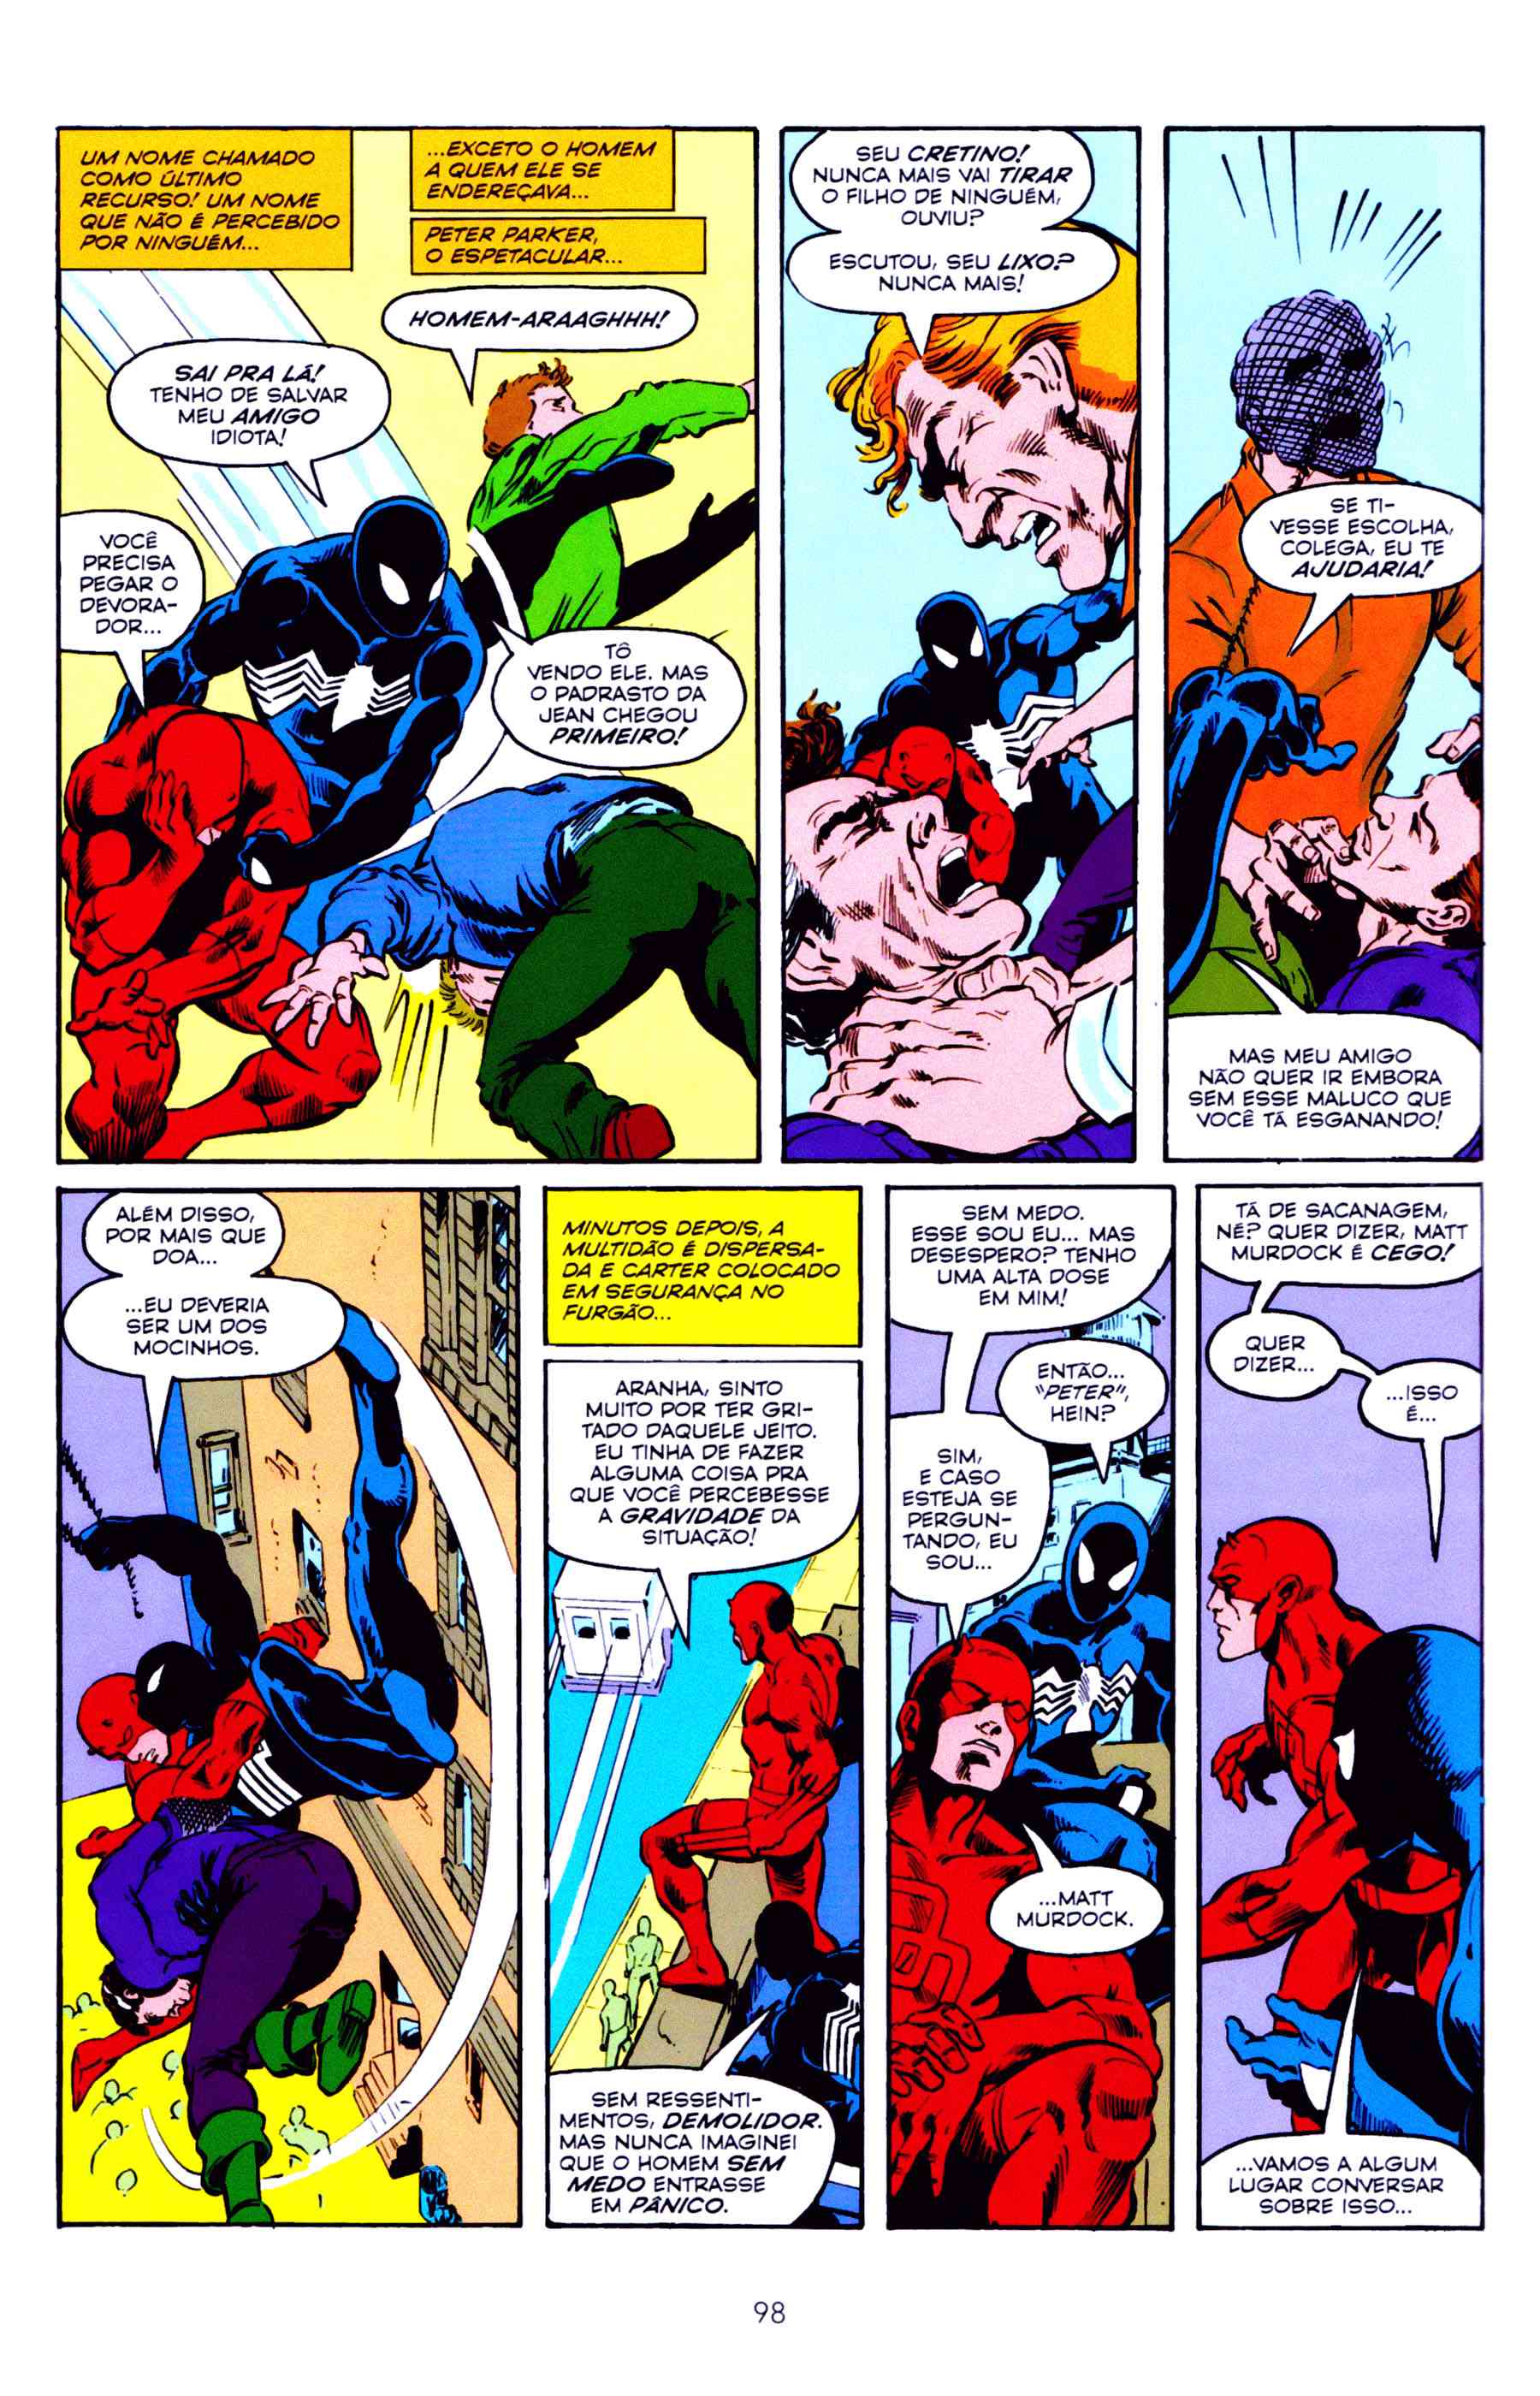 UM NOME CHAMADO
COMO ÚLTIMO
RECURSO! UM NOME
QUE NÃO É PERCEBIDO
POR NINGUÉM...
...EXCETO O HOMEM
A QUEM ELE SE
ENDEREÇAVA...
PETER PARKER,
O ESPETACULAR...
HOMEM-ARAAGHHH!
SAI PRA LÁ!
TENHO DE SALVAR
MEU AMIGO
IDIOTA!
VOCÊ
PRECISA
PEGAR O
DEVORA-
DOR...
TÔ
VENDO ELE. MAS
O PADRASTO DA
JEAN CHEGOU
PRIMEIRO!
SEU CRETINO!
NUNCA MAIS VAI TIRAR
O FILHO DE NINGUÉM,
OUVIU?
ESCUTOU, SEU LIXO?
NUNCA MAIS!
SE TI-
VESSE ESCOLHA,
COLEGA, EU TE
AJUDARIA!
MAS MEU AMIGO
NÃO QUER IR EMBORA
SEM ESSE MALUCO QUE
VOCÊ TÁ ESGANANDO!
ALÉM DISSO,
POR MAIS QUE
DOA...
...EU DEVERIA
SER UM DOS
MOCINHOS.
MINUTOS DEPOIS, A
MULTIDÃO É DISPERSA-
DA E CARTER COLOCADO
EM SEGURANÇA NO
FURGÃO...
ARANHA, SINTO
MUITO POR TER GRI-
TADO DAQUELE JEITO.
EU TINHA DE FAZER
ALGUMA COISA PRA
QUE VOCÊ PERCEBESSE
A GRAVIDADE DA
SITUAÇÃO!
SEM RESSENTI-
MENTOS, DEMOLIDOR.
MAS NUNCA IMAGINEI
QUE O HOMEM SEM
MEDO ENTRASSE
EM PÂNICO.
SEM MEDO.
ESSE SOU EU... MAS
DESESPERO? TENHO
UMA ALTA DOSE
EM MIM!
ENTÃO...
"PETER",
HEIN?
SIM,
E CASO
ESTEJA SE
PERGUN-
TANDO, EU
SOU...
...MATT
MURDOCK.
TÁ DE SACANAGEM,
NÉ? QUER DIZER, MATT
MURDOCK É CEGO!
QUER
DIZER...
...ISSO
É...
...VAMOS A ALGUM
LUGAR CONVERSAR
SOBRE ISSO...
98